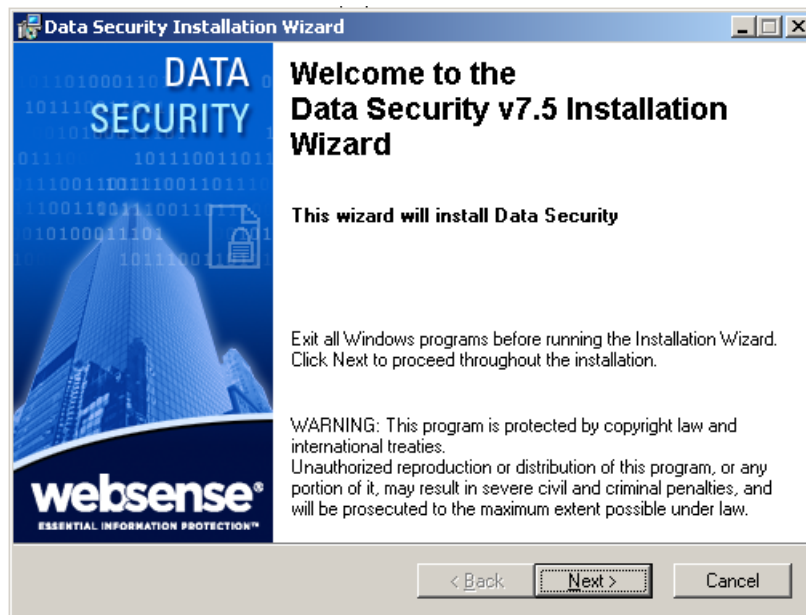 Data Security Installation Wizard
DATA
SECURITY
Welcome to the
Data Security v7.5 Installation
Wizard
This wizard will install Data Security
Exit all Windows programs before running the Installation Wizard.
Click Next to proceed throughout the installation.
WARNING: This program is protected by copyright law and
international treaties.
Unauthorized reproduction or distribution of this program, or any
portion of it, may result in severe civil and criminal penalties, and
will be prosecuted to the maximum extent possible under law.
websense®
ESSENTIAL INFORMATION PROTECTION™
< Back
Next >
Cancel